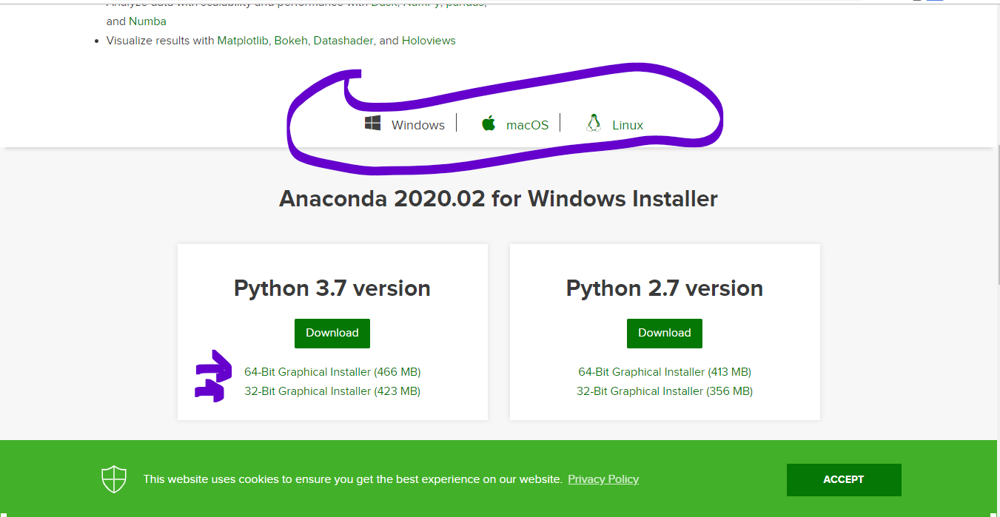 and Numba
Visualize results with Matplotlib, Bokeh, Datashader, and Holoviews
Windows macOS Linux
Anaconda 2020.02 for Windows Installer
Python 3.7 version
Download
64-Bit Graphical Installer (466 MB)
32-Bit Graphical Installer (423 MB)
Python 2.7 version
Download
64-Bit Graphical Installer (413 MB)
32-Bit Graphical Installer (356 MB)
This website uses cookies to ensure you get the best experience on our website. Privacy Policy
ACCEPT